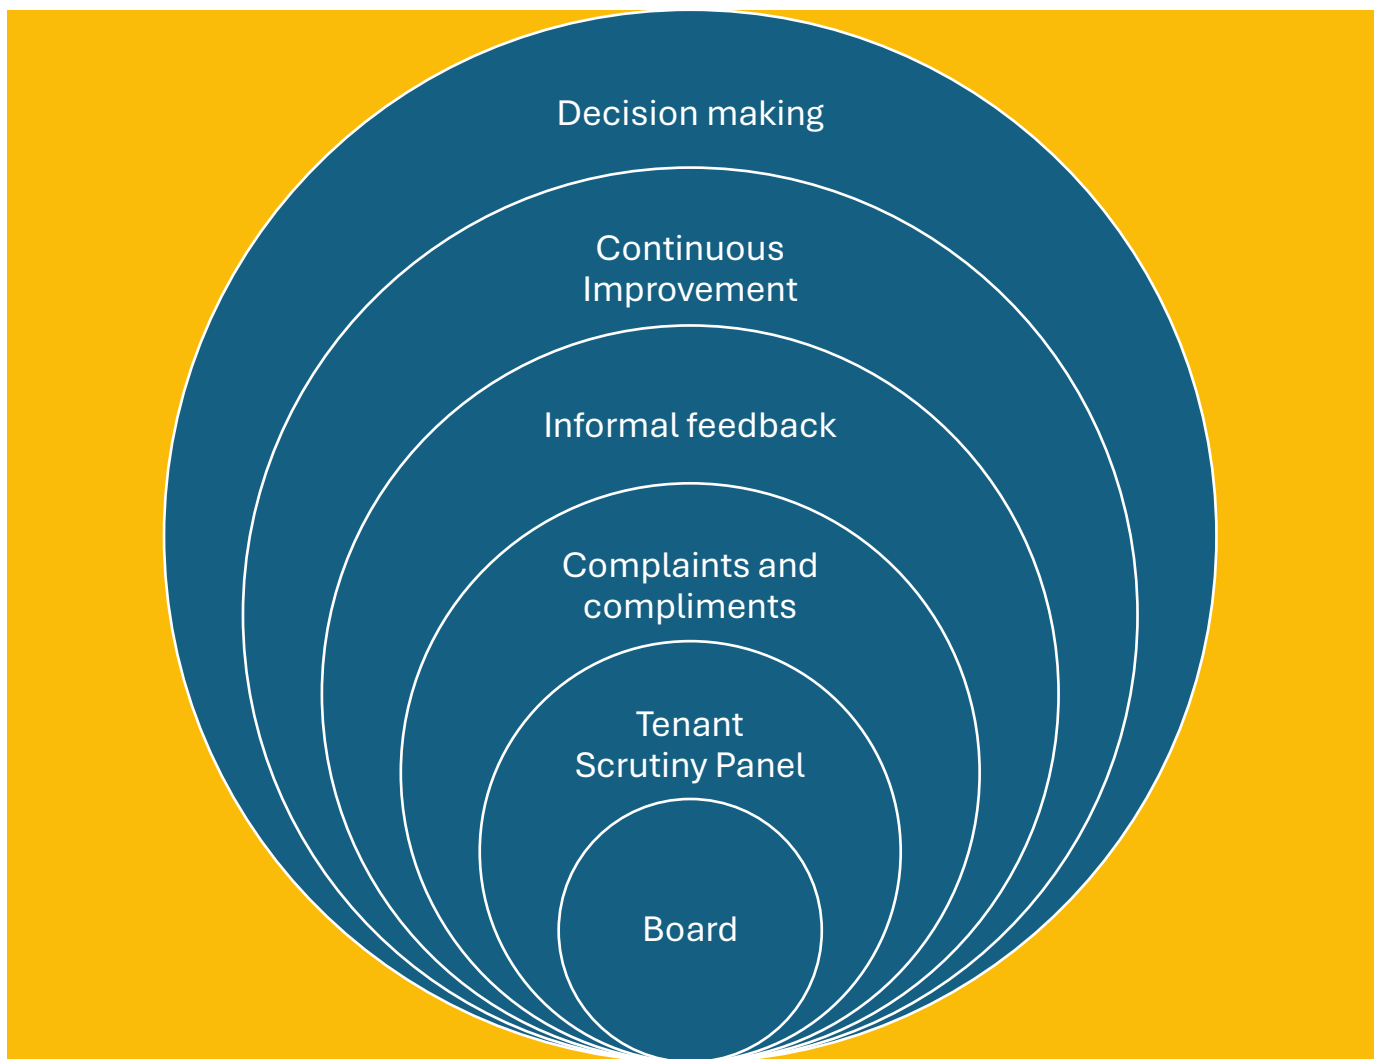 Decision making
Continuous
Improvement
Informal feedback
Complaints and
compliments
Tenant
Scrutiny Panel
Board